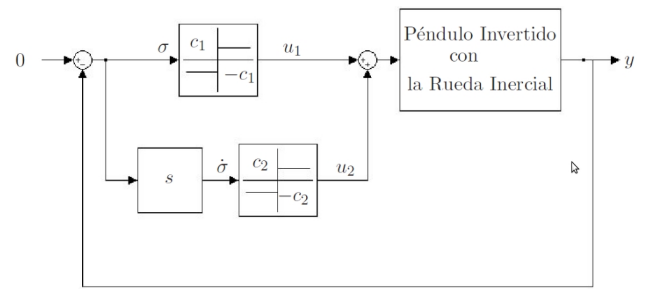 0
+
−
σ
c₁
−c₁
u₁
+
+
Péndulo Invertido
con
la Rueda Inercial
y
s
σ̇
c₂
−c₂
u₂